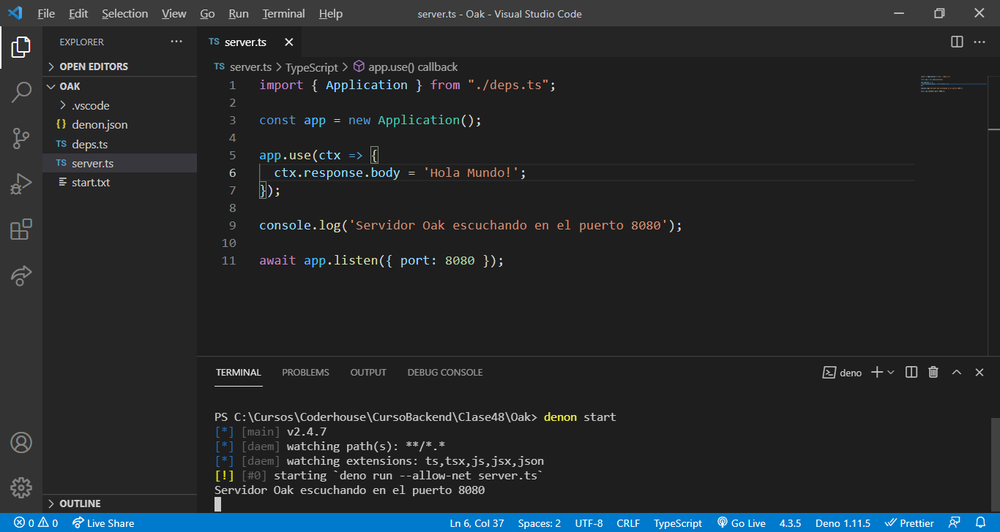 File Edit Selection View Go Run Terminal Help server.ts - Oak - Visual Studio Code
EXPLORER ···
OPEN EDITORS
OAK
.vscode
{} denon.json
TS deps.ts
TS server.ts
start.txt
OUTLINE
TS server.ts
TS server.ts > TypeScript > app.use() callback
1 import { Application } from "./deps.ts";
2
3 const app = new Application();
4
5 app.use(ctx => {
6 ctx.response.body = 'Hola Mundo!';
7 });
8
9 console.log('Servidor Oak escuchando en el puerto 8080');
10
11 await app.listen({ port: 8080 });
TERMINAL PROBLEMS OUTPUT DEBUG CONSOLE deno
PS C:\Cursos\Coderhouse\CursoBackend\Clase48\Oak> denon start
[*] [main] v2.4.7
[*] [daem] watching path(s): **/*.*
[*] [daem] watching extensions: ts,tsx,js,jsx,json
[!] [#0] starting `deno run --allow-net server.ts`
Servidor Oak escuchando en el puerto 8080
0 0 Live Share Ln 6, Col 37 Spaces: 2 UTF-8 CRLF TypeScript Go Live 4.3.5 Deno 1.11.5 Prettier